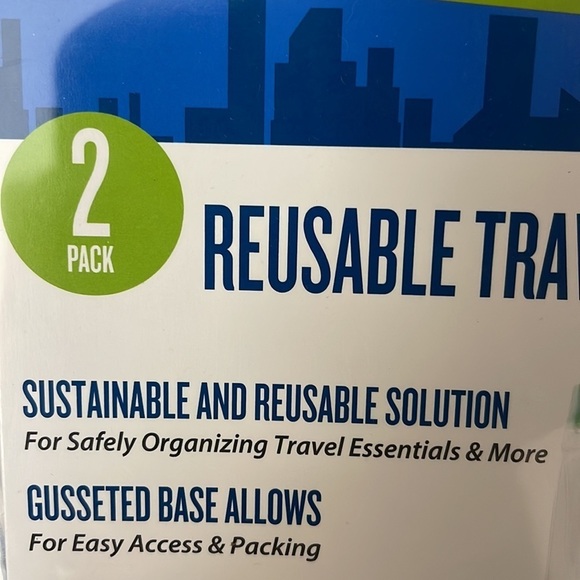 2
PACK
REUSABLE
SUSTAINABLE AND REUSABLE SOLUTION
For Safely Organizing Travel Essentials & More
GUSSETED BASE ALLOWS
For Easy Access & Packing